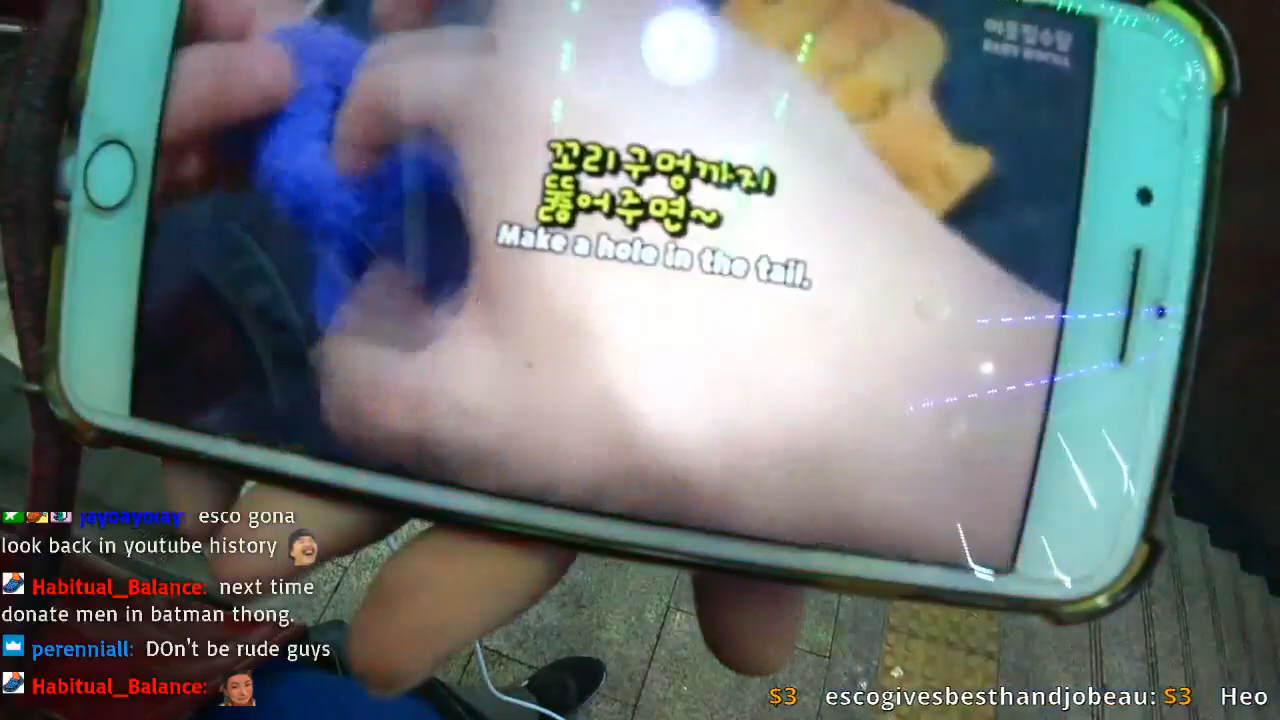 꼬리구멍까지
뚫어주면~
Make a hole in the tail.
jaybaymay esco gona
look back in youtube history
Habitual_Balance: next time
donate men in batman thong.
perenniall: DOn't be rude guys
Habitual_Balance:
$3 escogivesbesthandjobeau: $3 Heo